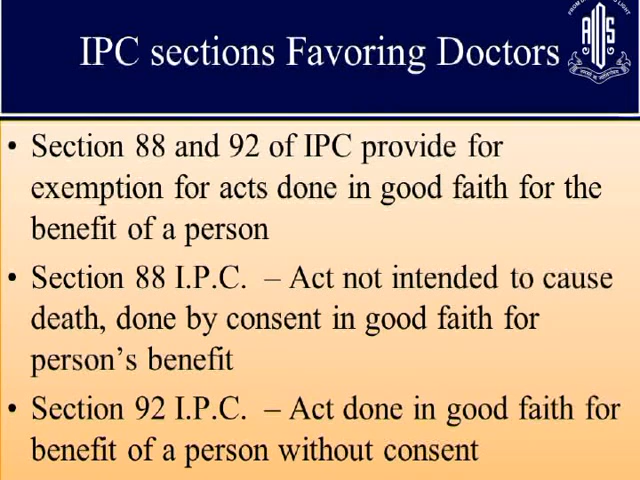 IPC sections Favoring Doctors
• Section 88 and 92 of IPC provide for
exemption for acts done in good faith for the
benefit of a person
• Section 88 I.P.C. – Act not intended to cause
death, done by consent in good faith for
person's benefit
• Section 92 I.P.C. – Act done in good faith for
benefit of a person without consent